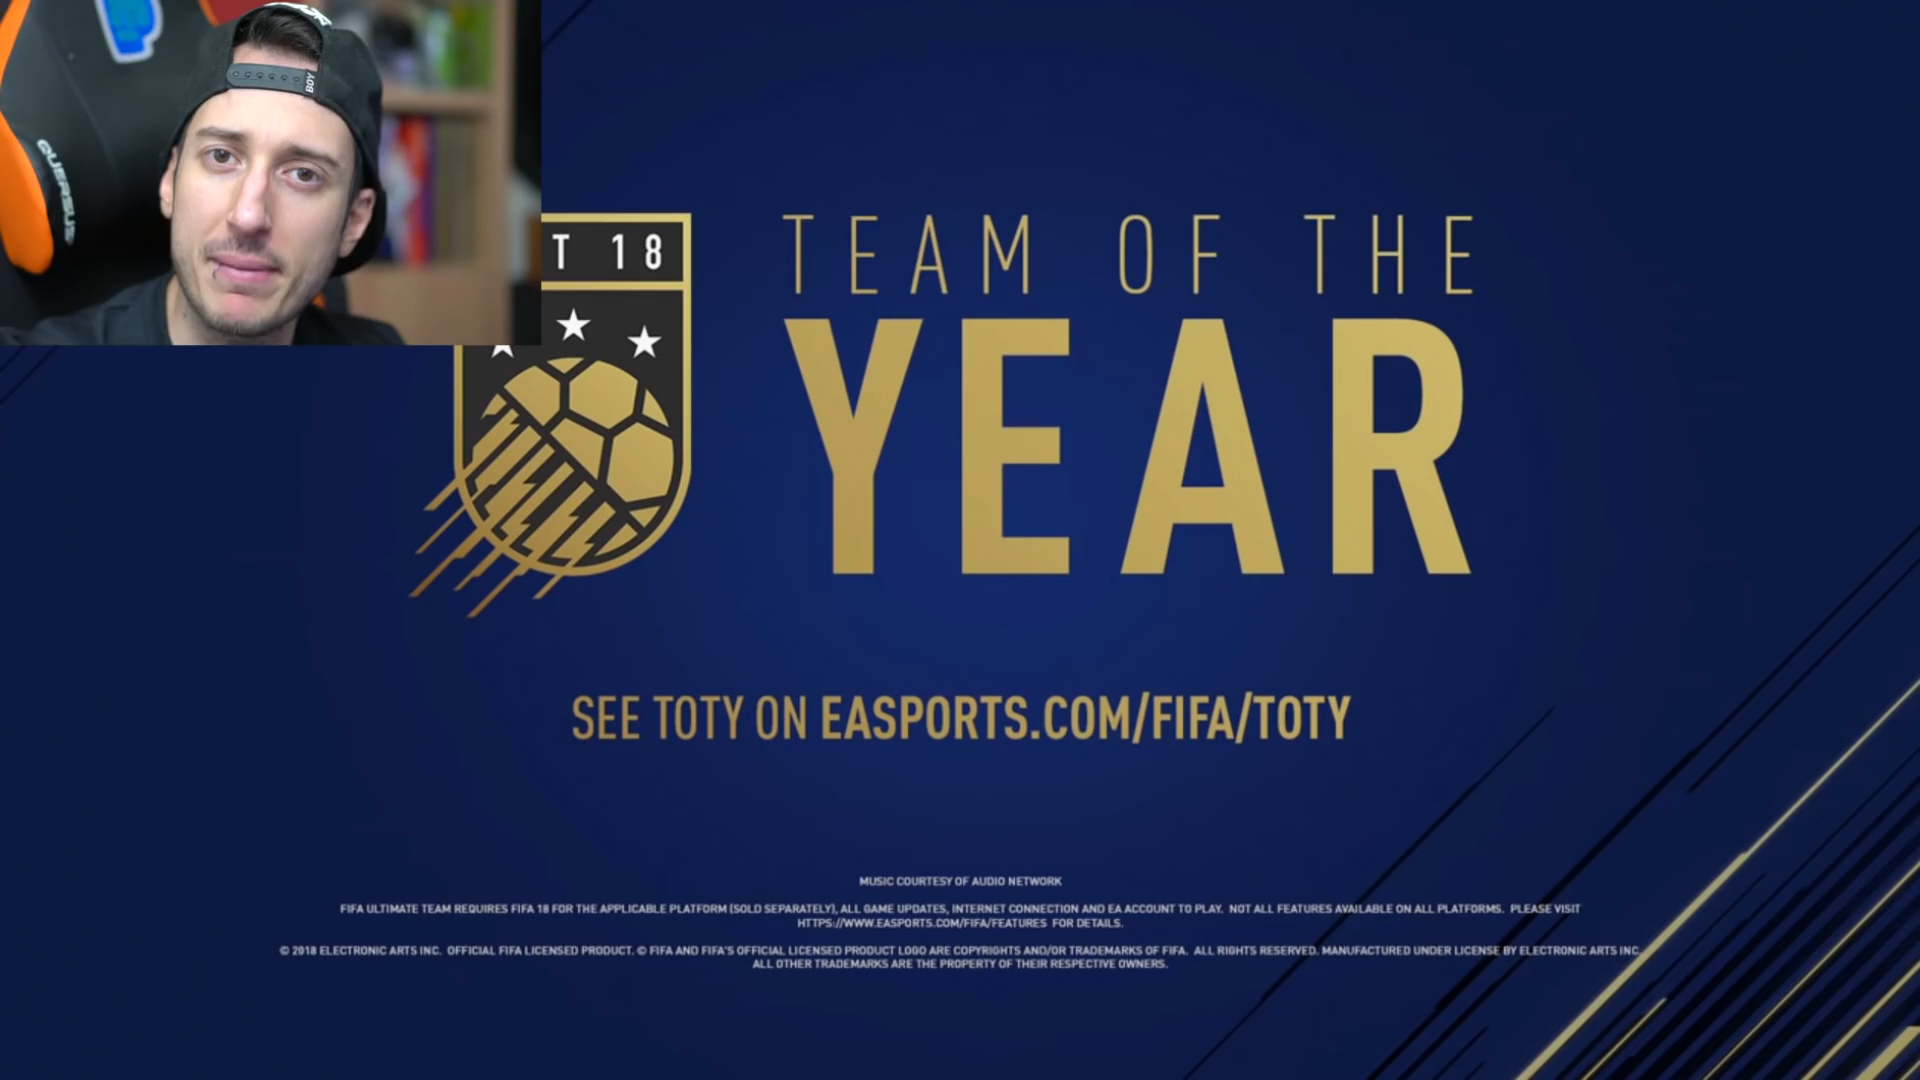 BOY
QUERSUS
T 18
TEAM OF THE
YEAR
SEE TOTY ON EASPORTS.COM/FIFA/TOTY
MUSIC COURTESY OF AUDIO NETWORK
FIFA ULTIMATE TEAM REQUIRES FIFA 18 FOR THE APPLICABLE PLATFORM (SOLD SEPARATELY), ALL GAME UPDATES, INTERNET CONNECTION AND EA ACCOUNT TO PLAY. NOT ALL FEATURES AVAILABLE ON ALL PLATFORMS. PLEASE VISIT
HTTPS://WWW.EASPORTS.COM/FIFA/FEATURES FOR DETAILS.
© 2018 ELECTRONIC ARTS INC. OFFICIAL FIFA LICENSED PRODUCT. © FIFA AND FIFA'S OFFICIAL LICENSED PRODUCT LOGO ARE COPYRIGHTS AND/OR TRADEMARKS OF FIFA. ALL RIGHTS RESERVED. MANUFACTURED UNDER LICENSE BY ELECTRONIC ARTS INC.
ALL OTHER TRADEMARKS ARE THE PROPERTY OF THEIR RESPECTIVE OWNERS.